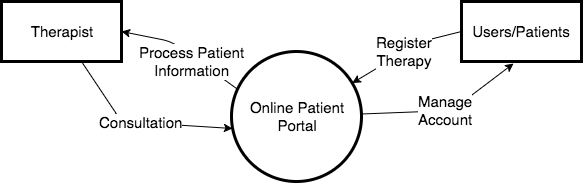 Therapist
Users/Patients
Process Patient
Information
Register
Therapy
Online Patient
Portal
Consultation
Manage
Account